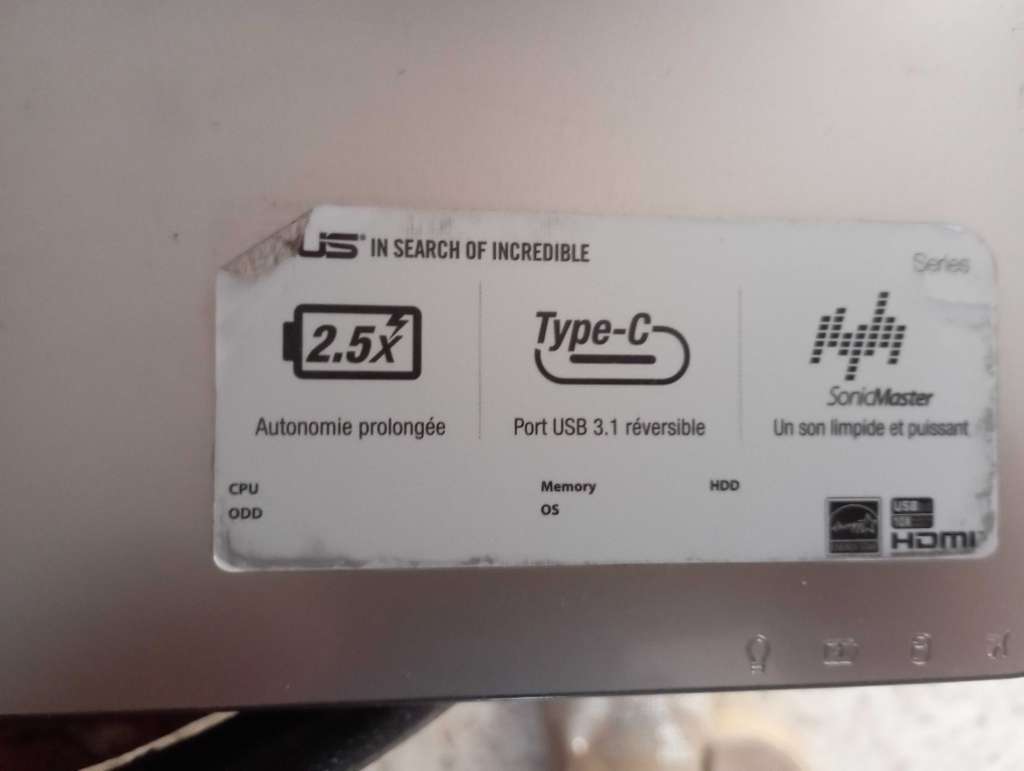 US IN SEARCH OF INCREDIBLE
Series
2.5X
Type-C
SonicMaster
Autonomie prolongée
Port USB 3.1 réversible
Un son limpide et puissant
CPU
Memory
HDD
ODD
OS
USB
HDMI